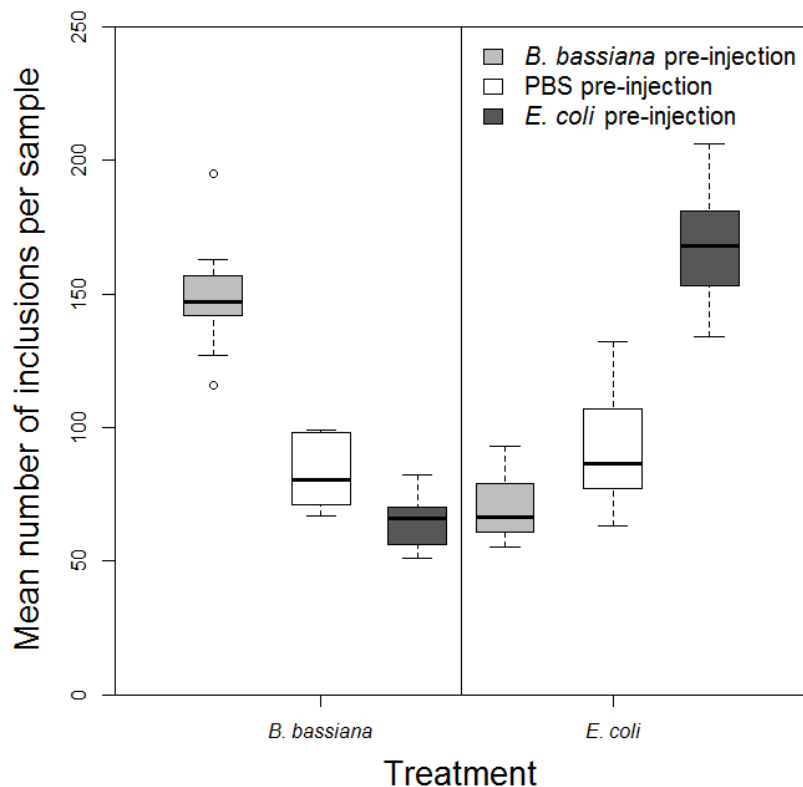 Mean number of inclusions per sample
250
200
150
100
50
0
B. bassiana pre-injection
PBS pre-injection
E. coli pre-injection
B. bassiana
E. coli
Treatment